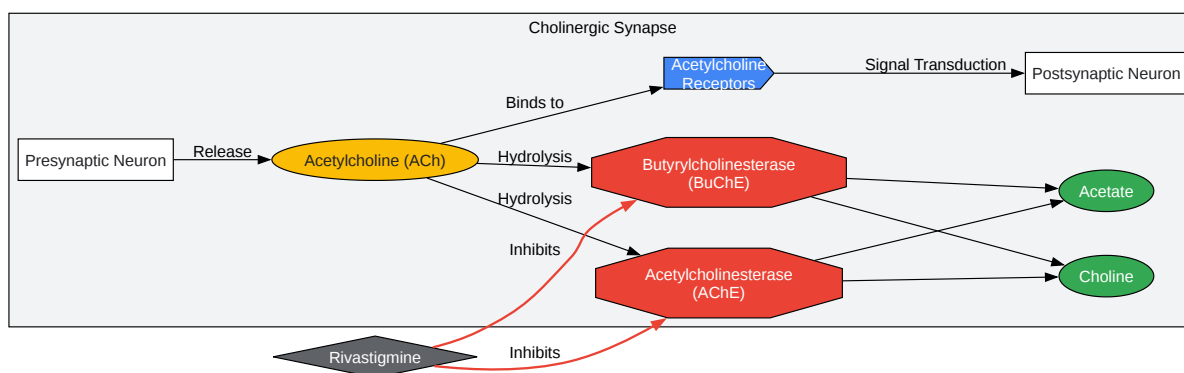 Cholinergic Synapse
Acetylcholine
Receptors
Signal Transduction
Postsynaptic Neuron
Binds to
Presynaptic Neuron
Release
Acetylcholine (ACh)
Hydrolysis
Butyrylcholinesterase
(BuChE)
Hydrolysis
Acetate
Inhibits
Acetylcholinesterase
(AChE)
Choline
Rivastigmine
Inhibits